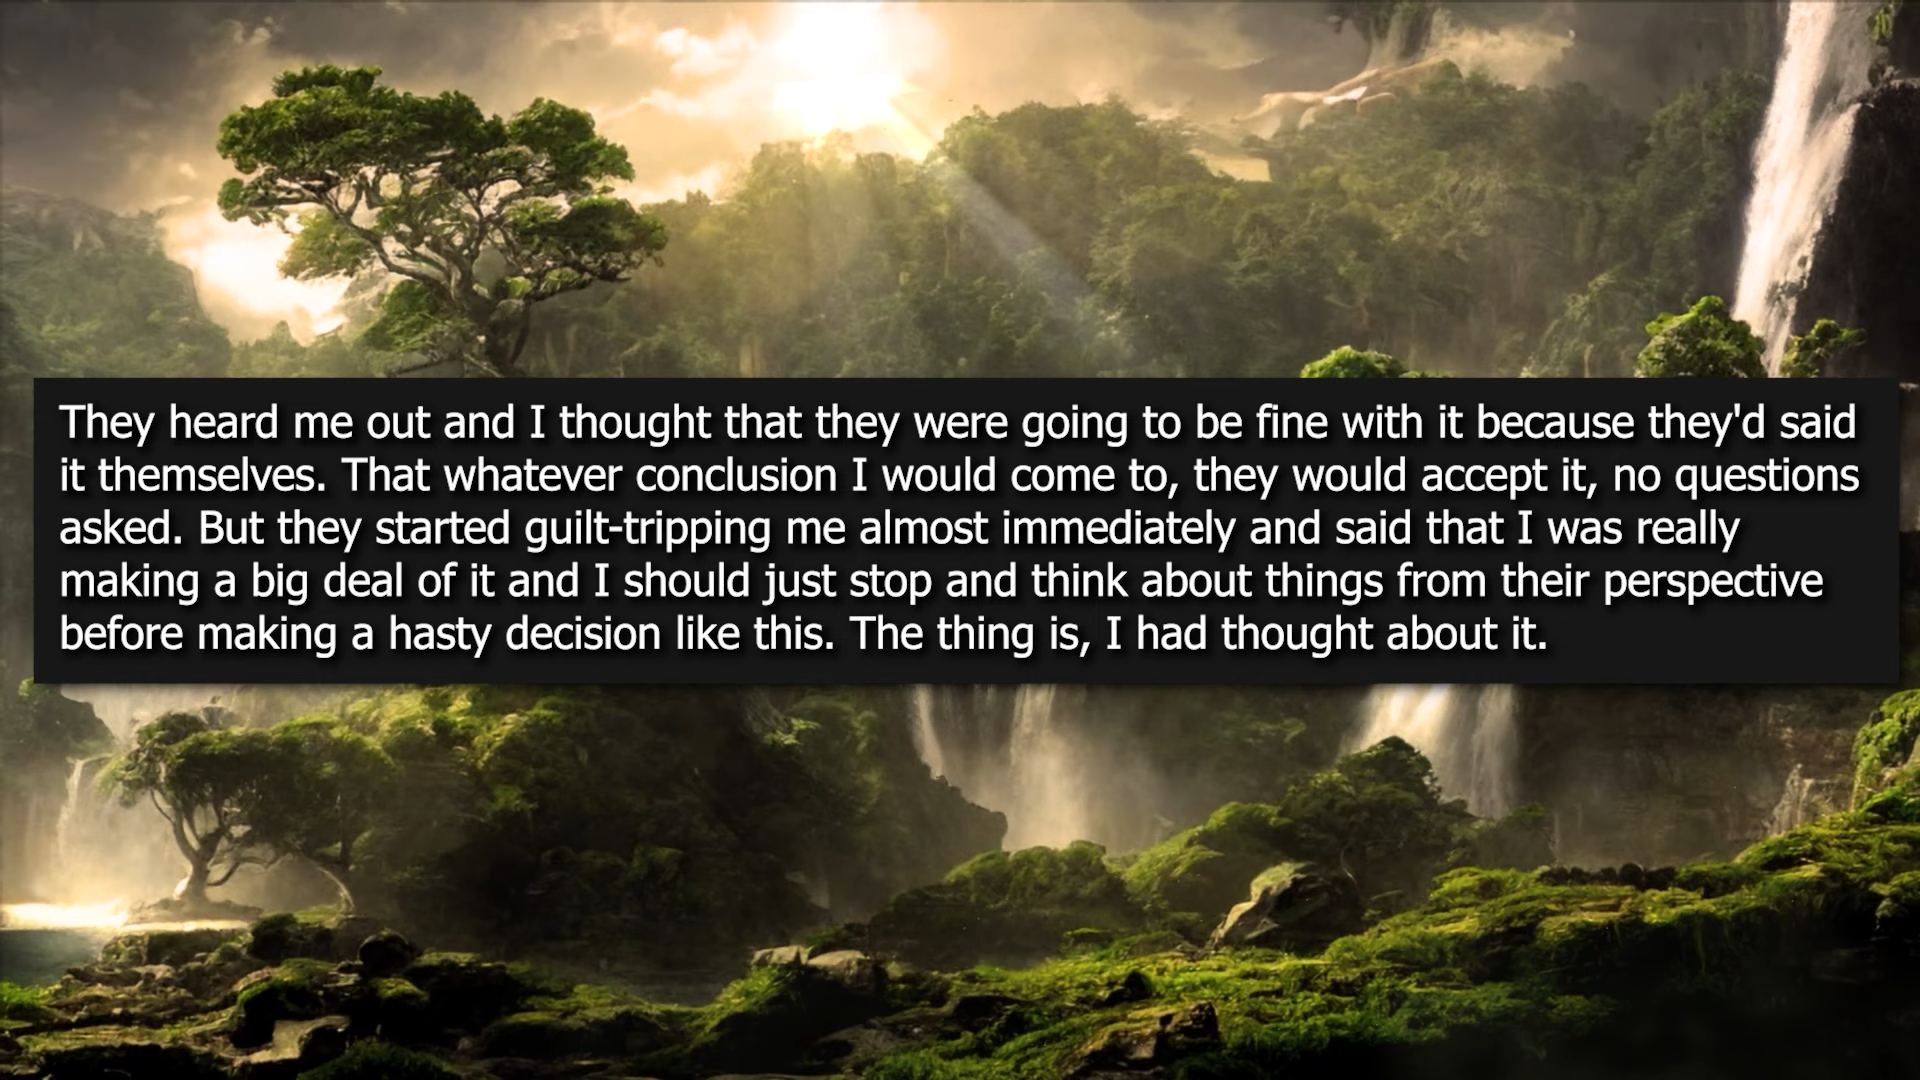 They heard me out and I thought that they were going to be fine with it because they'd said
it themselves. That whatever conclusion I would come to, they would accept it, no questions
asked. But they started guilt-tripping me almost immediately and said that I was really
making a big deal of it and I should just stop and think about things from their perspective
before making a hasty decision like this. The thing is, I had thought about it.